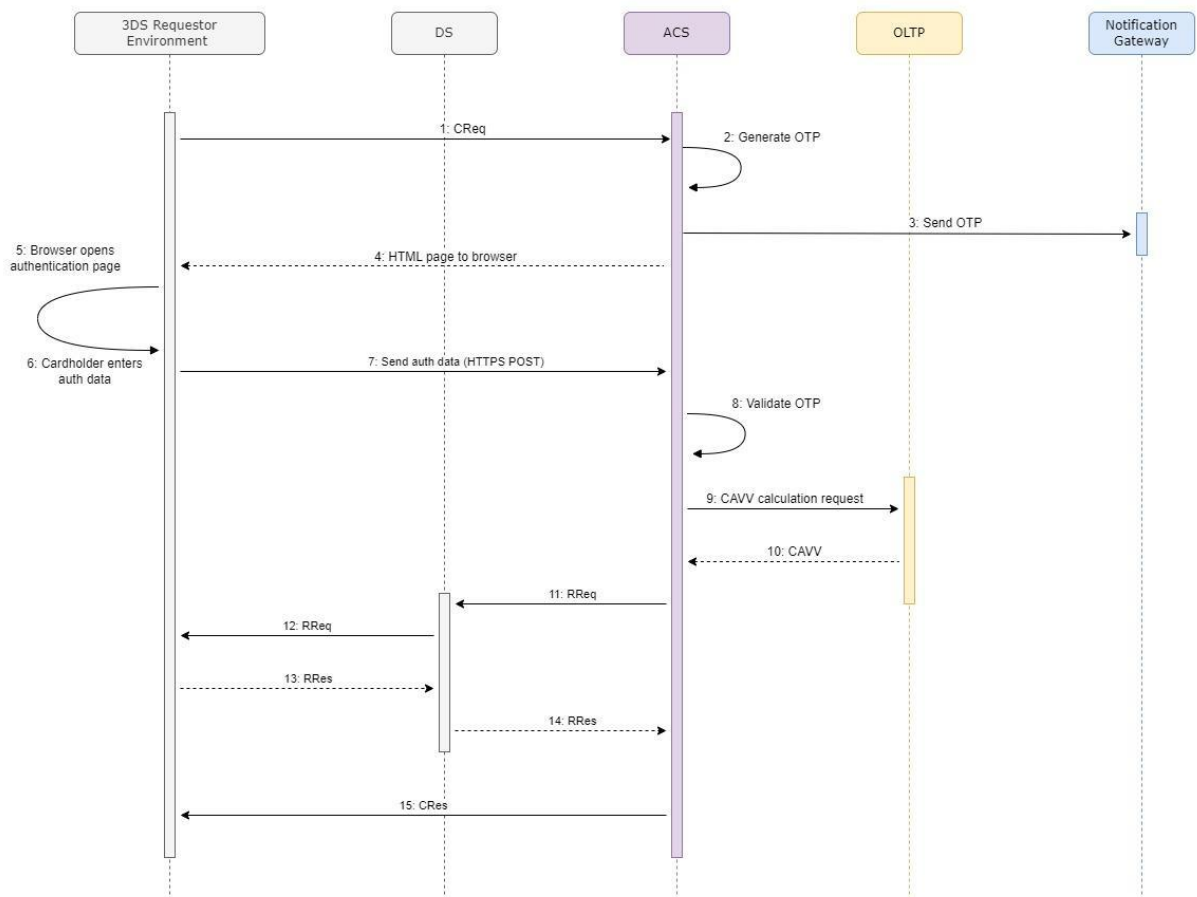 3DS Requestor
Environment
DS
ACS
OLTP
Notification
Gateway
1: CReq
2: Generate OTP
3: Send OTP
4: HTML page to browser
5: Browser opens
authentication page
6: Cardholder enters
auth data
7: Send auth data (HTTPS POST)
8: Validate OTP
9: CAVV calculation request
10: CAVV
11: RReq
12: RReq
13: RRes
14: RRes
15: CRes